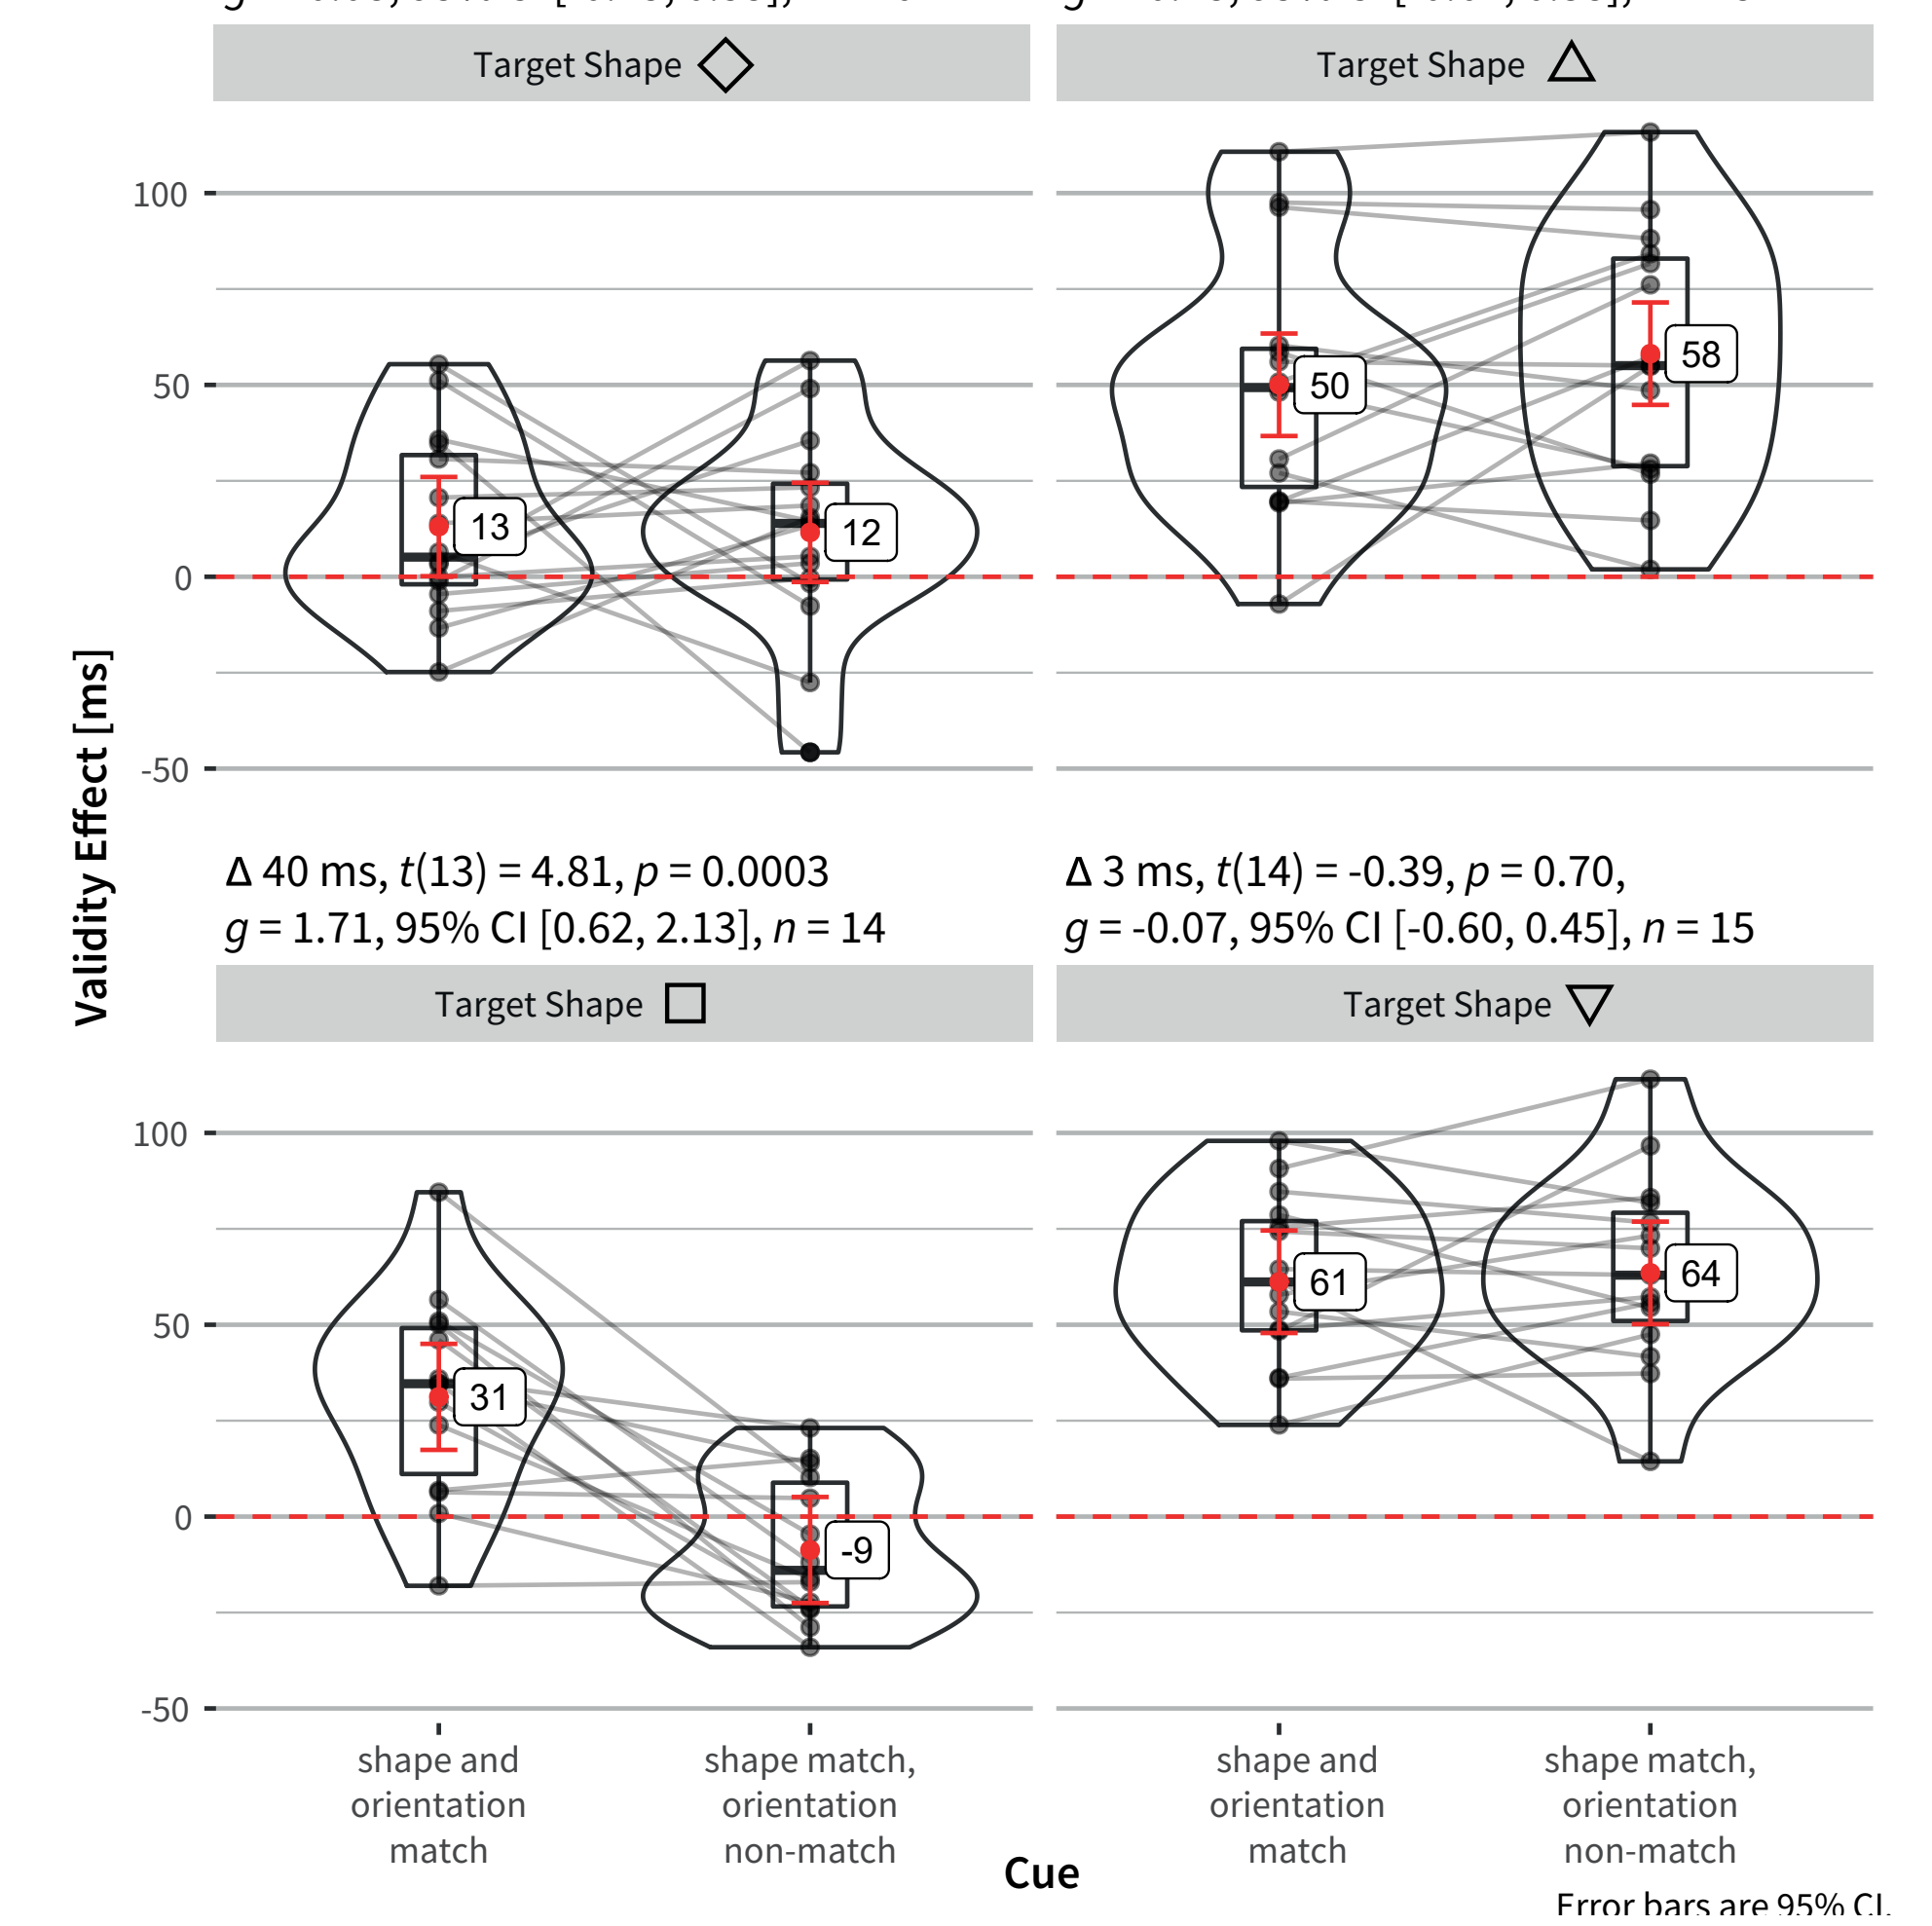 Target Shape
Target Shape
100
50
0
-50
50
58
13
12
Validity Effect [ms]
Δ 40 ms, t(13) = 4.81, p = 0.0003
g = 1.71, 95% CI [0.62, 2.13], n = 14
Δ 3 ms, t(14) = -0.39, p = 0.70,
g = -0.07, 95% CI [-0.60, 0.45], n = 15
Target Shape
Target Shape
100
50
0
-50
31
-9
61
64
shape and
orientation
match
shape match,
orientation
non-match
shape and
orientation
match
shape match,
orientation
non-match
Cue
Error bars are 95% CI.